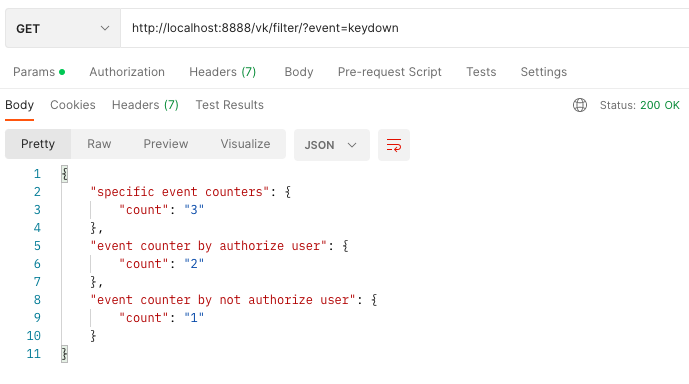 GET http://localhost:8888/vk/filter/?event=keydown
Params Authorization Headers (7) Body Pre-request Script Tests Settings
Body Cookies Headers (7) Test Results Status: 200 OK
Pretty Raw Preview Visualize JSON
1 {
2 "specific event counters": {
3 "count": "3"
4 },
5 "event counter by authorize user": {
6 "count": "2"
7 },
8 "event counter by not authorize user": {
9 "count": "1"
10 }
11 }